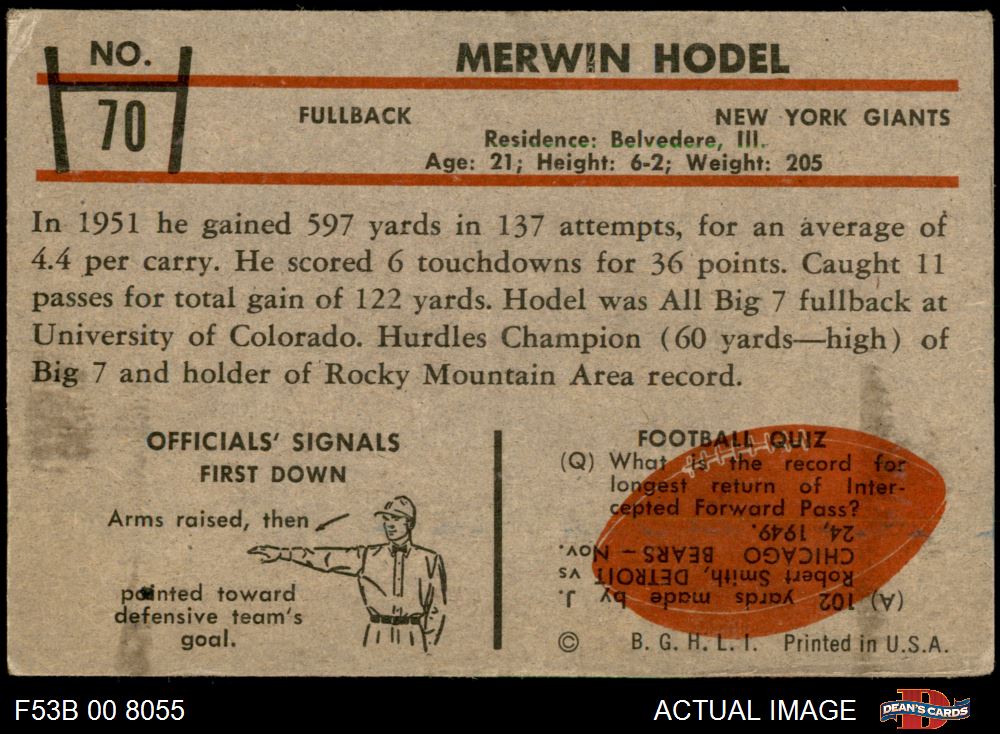 NO.
70
MERWIN HODEL
FULLBACK
NEW YORK GIANTS
Residence: Belvedere, Ill.
Age: 21; Height: 6-2; Weight: 205
In 1951 he gained 597 yards in 137 attempts, for an average of
4.4 per carry. He scored 6 touchdowns for 36 points. Caught 11
passes for total gain of 122 yards. Hodel was All Big 7 fullback at
University of Colorado. Hurdles Champion (60 yards—high) of
Big 7 and holder of Rocky Mountain Area record.
OFFICIALS' SIGNALS
FIRST DOWN
Arms raised, then
pointed toward
defensive team's
goal.
FOOTBALL QUIZ
(Q) What is the record for
longest return of Inter-
cepted Forward Pass?
(A) 102 yards made by J.
Robert Smith, DETROIT vs
CHICAGO BEARS - Nov.
24, 1949.
© B. G. H. L. I. Printed in U.S.A.
F53B 00 8055
ACTUAL IMAGE
D
DEAN'S CARDS